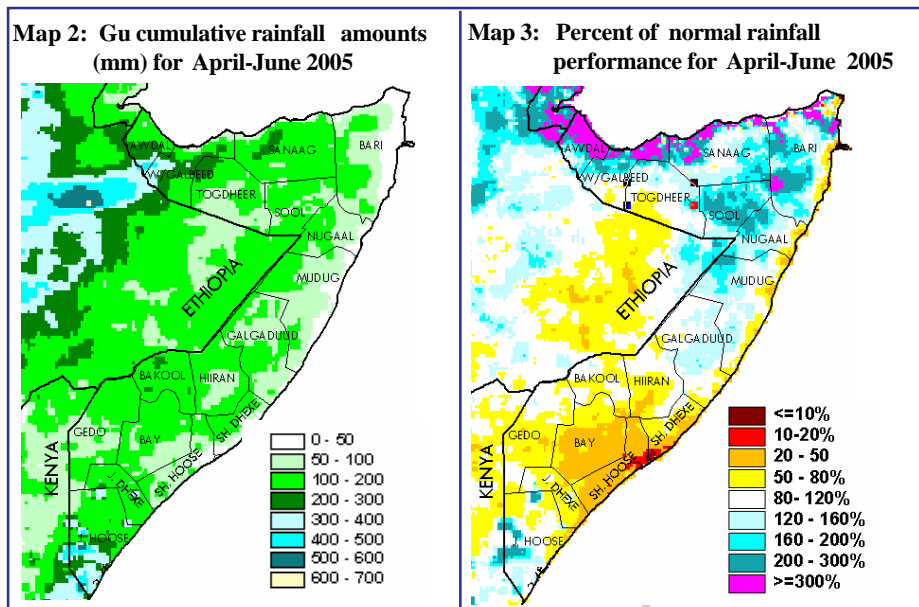 Map 2: Gu cumulative rainfall amounts
(mm) for April-June 2005
AWDAL
W/GALBEED
TOGDHEER
SANAAG
BARI
SOOL
NUGAAL
MUDUG
ETHIOPIA
GALGADUUD
BAKOOL
HIIRAN
GEDO
BAY
SH. DHEXE
SH. HOOSE
J. DHEXE
J. HOOSE
KENYA
0 - 50
50 - 100
100 - 200
200 - 300
300 - 400
400 - 500
500 - 600
600 - 700
Map 3: Percent of normal rainfall
performance for April-June 2005
AWDAL
W/GALBEED
TOGDHEER
SANAAG
BARI
SOOL
NUGAAL
MUDUG
ETHIOPIA
GALGADUUD
BAKOOL
HIIRAN
GEDO
BAY
SH. DHEXE
SH. HOOSE
J. DHEXE
J. HOOSE
KENYA
<=10%
10-20%
20 - 50
50 - 80%
80- 120%
120 - 160%
160 - 200%
200 - 300%
>=300%